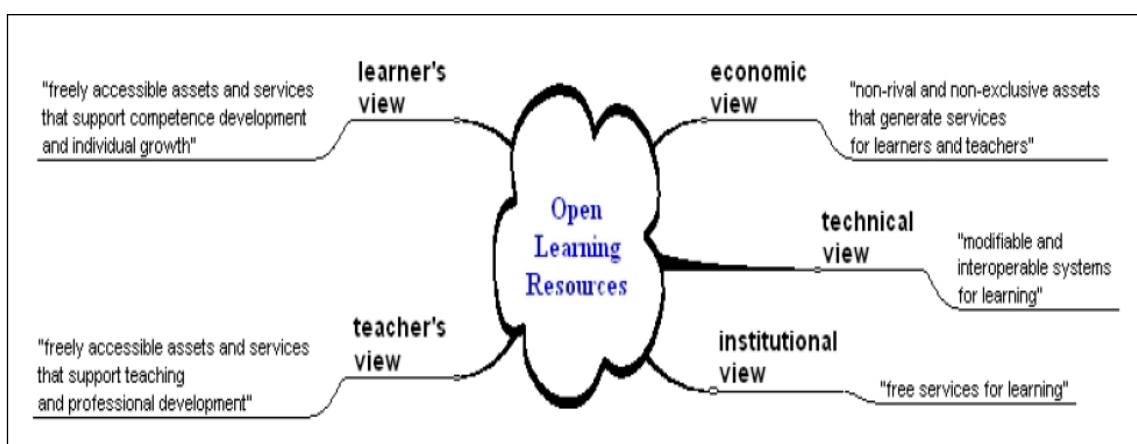 learner's
view
"freely accessible assets and services
that support competence development
and individual growth"
economic
view
"non-rival and non-exclusive assets
that generate services
for learners and teachers"
Open
Learning
Resources
technical
view
"modifiable and
interoperable systems
for learning"
teacher's
view
"freely accessible assets and services
that support teaching
and professional development"
institutional
view
"free services for learning"